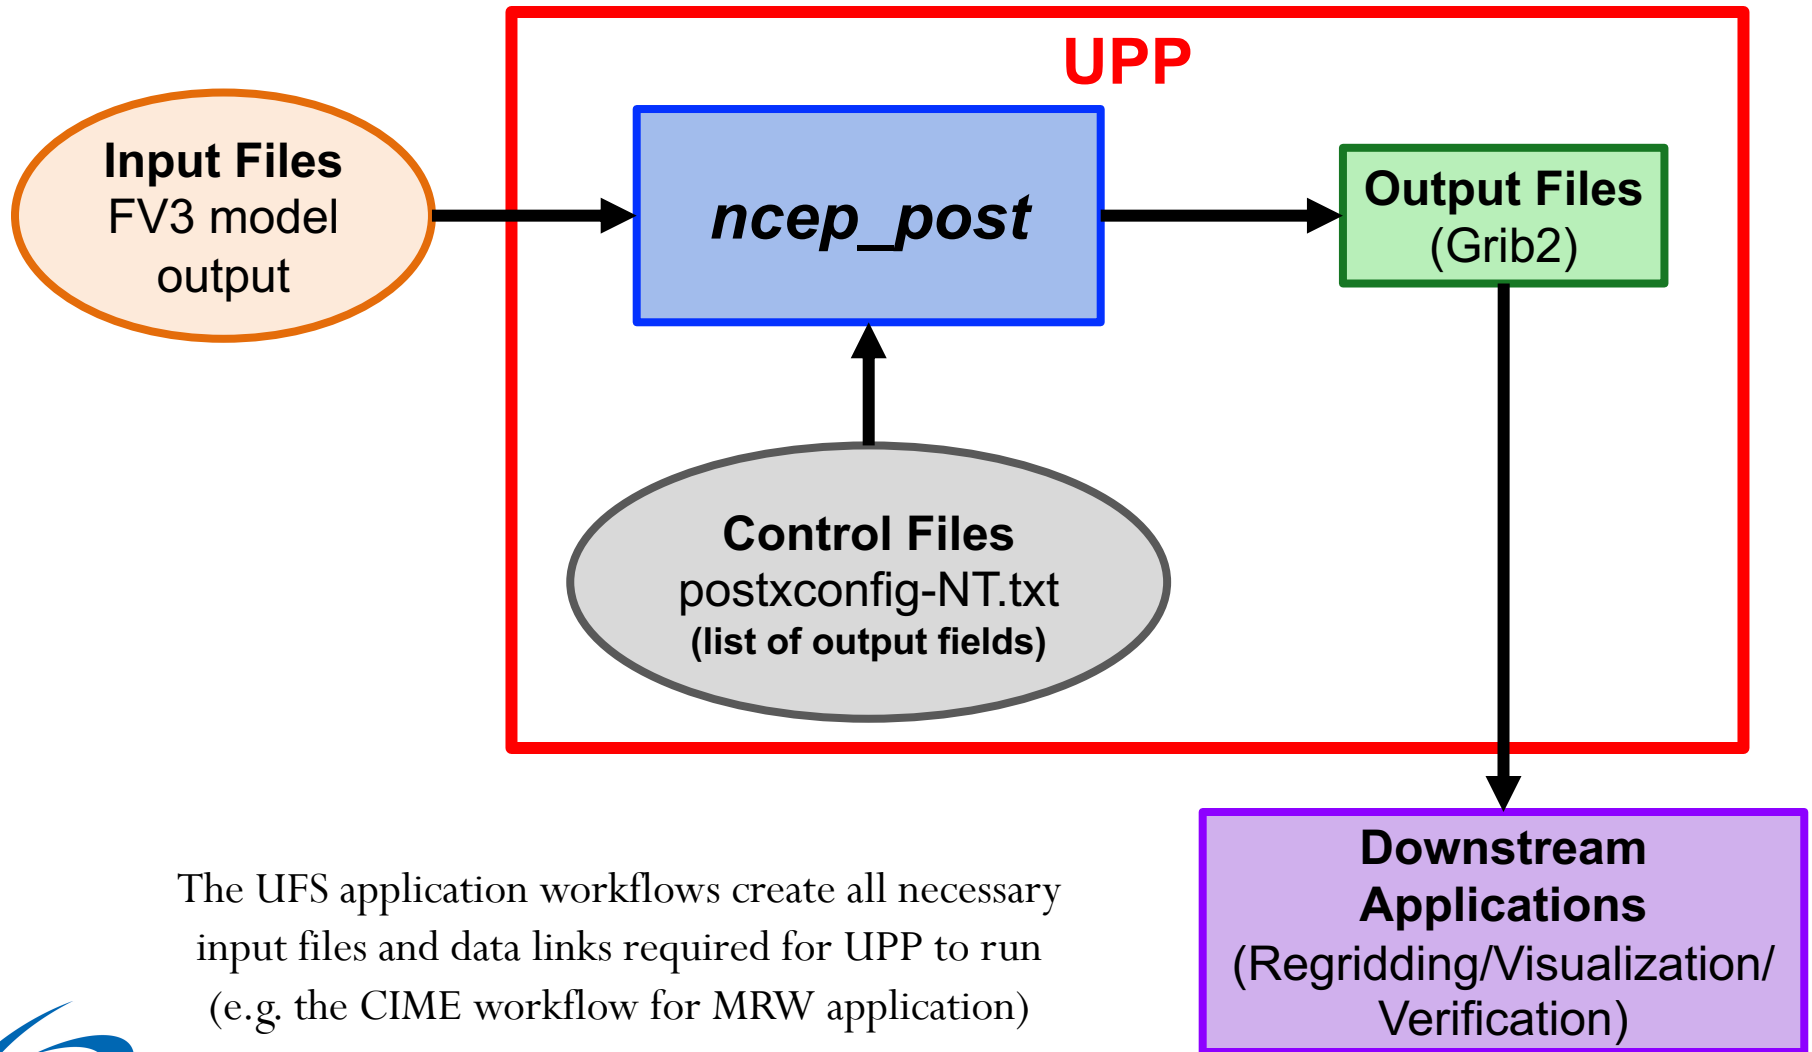 UPP
Input Files
FV3 model
output
ncep_post
Output Files
(Grib2)
Control Files
postxconfig-NT.txt
(list of output fields)
Downstream
Applications
(Regridding/Visualization/
Verification)
The UFS application workflows create all necessary
input files and data links required for UPP to run
(e.g. the CIME workflow for MRW application)